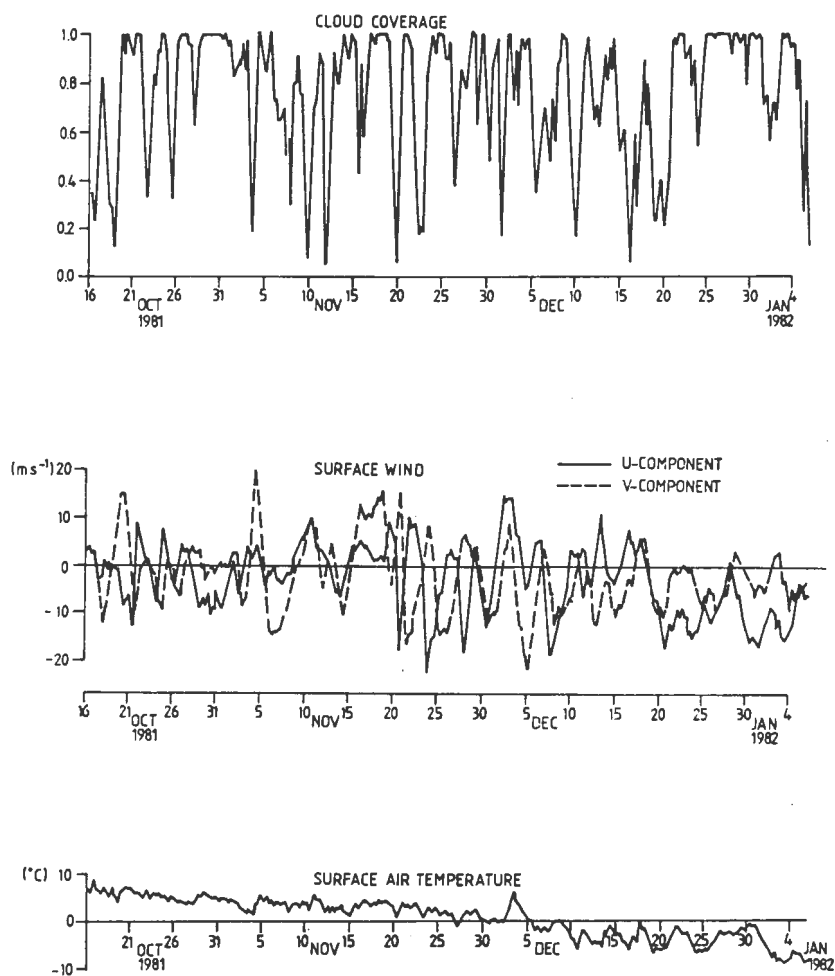 CLOUD COVERAGE
1.0
0.8
0.6
0.4
0.2
0.0
16 21 OCT 26 31 5 10 NOV 15 20 25 30 5 DEC 10 15 20 25 30 JAN 4
1981 1982
(ms⁻¹) 20 SURFACE WIND U-COMPONENT
V-COMPONENT
10
0
-10
-20
16 21 OCT 26 31 5 10 NOV 15 20 25 30 5 DEC 10 15 20 25 30 JAN 4
1981 1982
(°C) 10 SURFACE AIR TEMPERATURE
0
21 OCT 26 31 5 10 NOV 15 20 25 30 5 DEC 10 15 20 25 30 4 JAN
1981 1982
-10